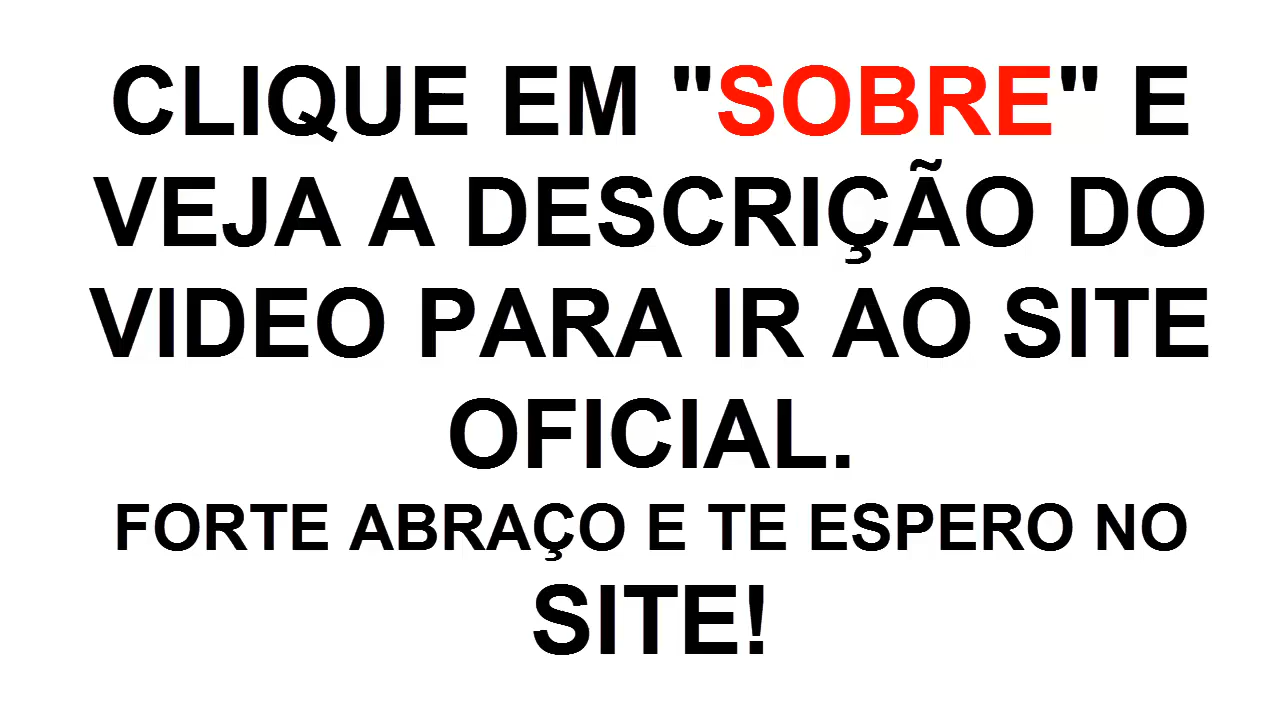 CLIQUE EM "SOBRE" E
VEJA A DESCRIÇÃO DO
VIDEO PARA IR AO SITE
OFICIAL.
FORTE ABRAÇO E TE ESPERO NO
SITE!